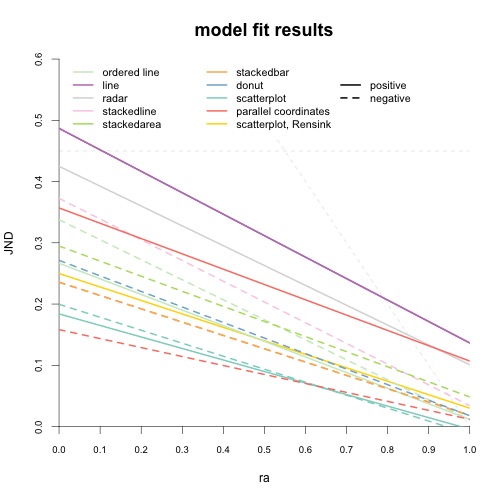 model fit results
ordered line
line
radar
stackedline
stackedarea
stackedbar
donut
scatterplot
parallel coordinates
scatterplot, Rensink
positive
negative
JND
0.6
0.5
0.4
0.3
0.2
0.1
0.0
0.0 0.1 0.2 0.3 0.4 0.5 0.6 0.7 0.8 0.9 1.0
ra